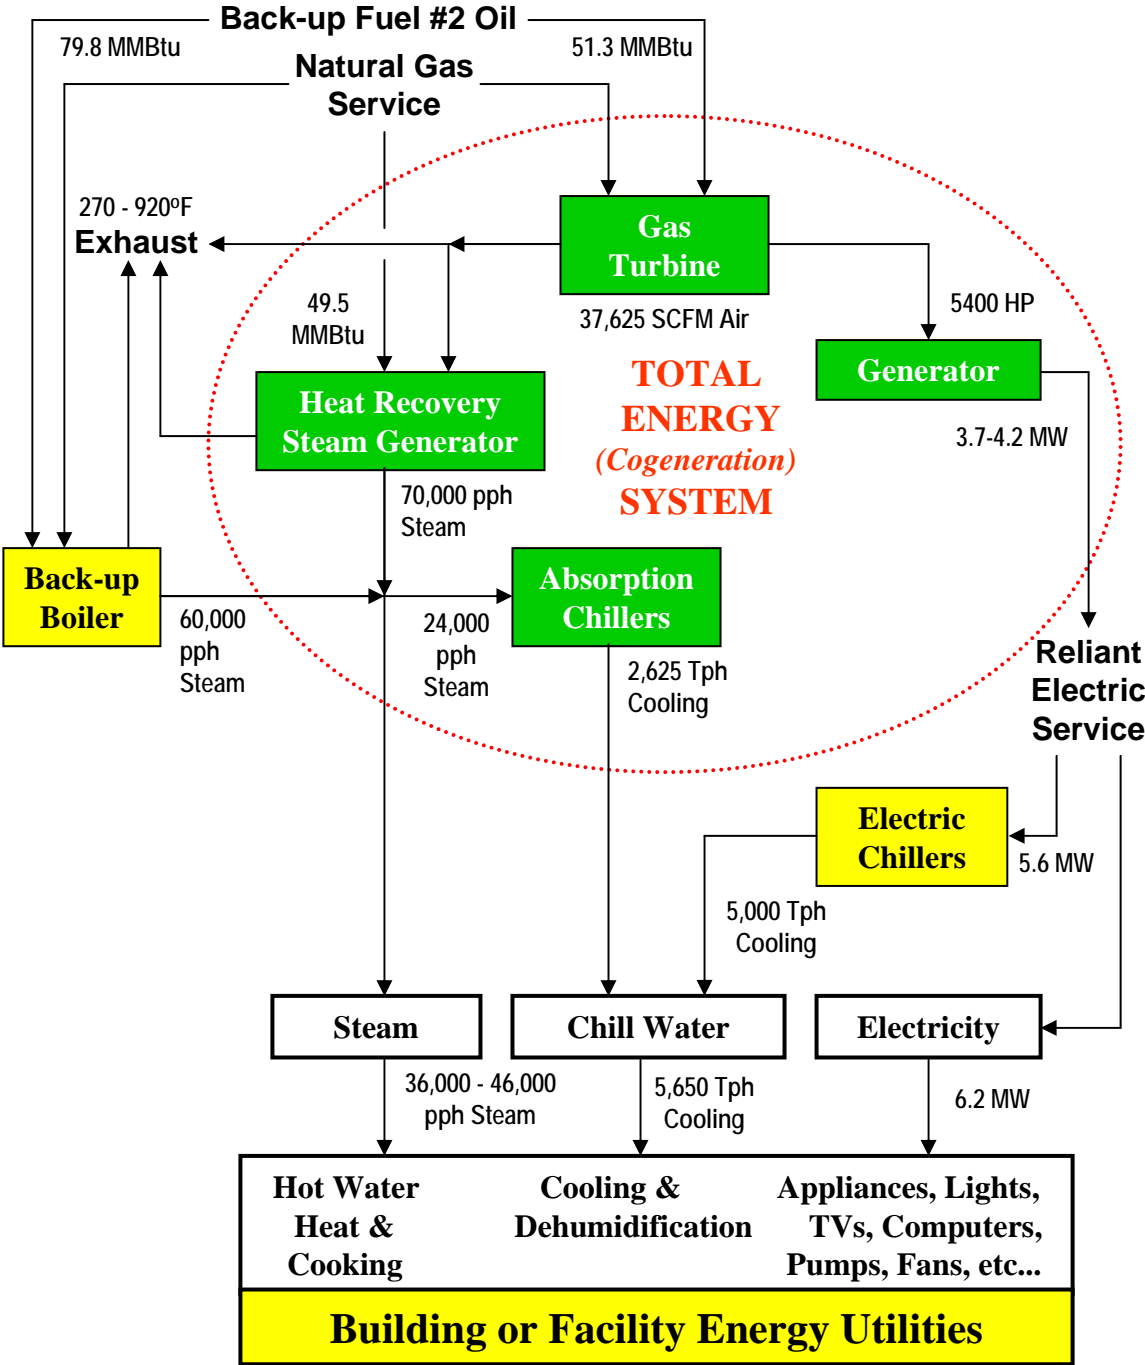 Back-up Fuel #2 Oil
79.8 MMBtu
51.3 MMBtu
Natural Gas
Service
270 - 920ºF
Exhaust
Gas
Turbine
37,625 SCFM Air
5400 HP
49.5
MMBtu
Generator
3.7-4.2 MW
Heat Recovery
Steam Generator
TOTAL
ENERGY
(Cogeneration)
SYSTEM
70,000 pph
Steam
Back-up
Boiler
60,000
pph
Steam
24,000
pph
Steam
Absorption
Chillers
2,625 Tph
Cooling
Reliant
Electric
Service
Electric
Chillers
5.6 MW
5,000 Tph
Cooling
Steam
Chill Water
Electricity
36,000 - 46,000
pph Steam
5,650 Tph
Cooling
6.2 MW
Hot Water
Heat &
Cooking
Cooling &
Dehumidification
Appliances, Lights,
TVs, Computers,
Pumps, Fans, etc...
Building or Facility Energy Utilities